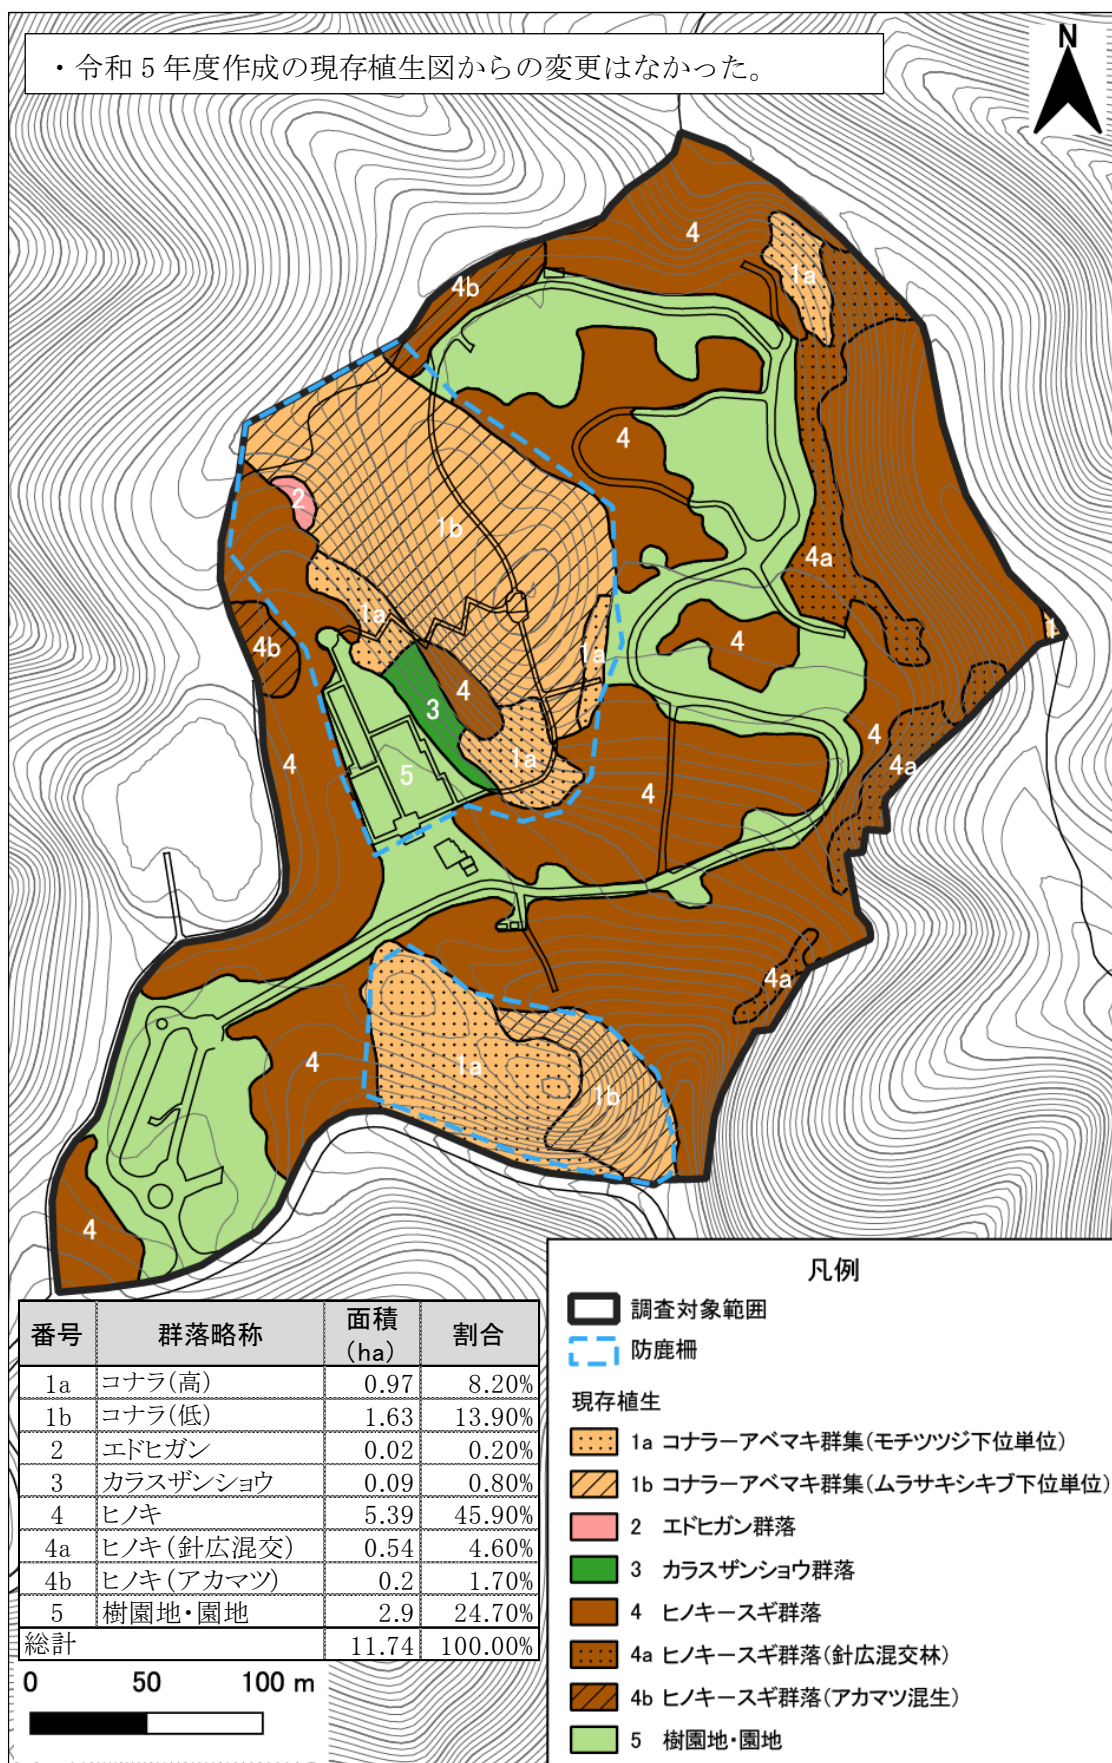 ・令和５年度作成の現存植生図からの変更はなかった。
N
4
1a
4b
4
2
1b
4a
1a
4b
1
4
1a
4
3
4
1a
4
5
4
4a
4
4a
1a
1b
4
4
番号 群落略称 面積(ha) 割合
1a コナラ(高) 0.97 8.20%
1b コナラ(低) 1.63 13.90%
2 エドヒガン 0.02 0.20%
3 カラスザンショウ 0.09 0.80%
4 ヒノキ 5.39 45.90%
4a ヒノキ(針広混交) 0.54 4.60%
4b ヒノキ(アカマツ) 0.2 1.70%
5 樹園地・園地 2.9 24.70%
総計 11.74 100.00%
0 50 100 m
凡例
調査対象範囲
防鹿柵
現存植生
1a コナラーアベマキ群集(モチツツジ下位単位)
1b コナラーアベマキ群集(ムラサキシキブ下位単位)
2 エドヒガン群落
3 カラスザンショウ群落
4 ヒノキースギ群落
4a ヒノキースギ群落(針広混交林)
4b ヒノキースギ群落(アカマツ混生)
5 樹園地・園地